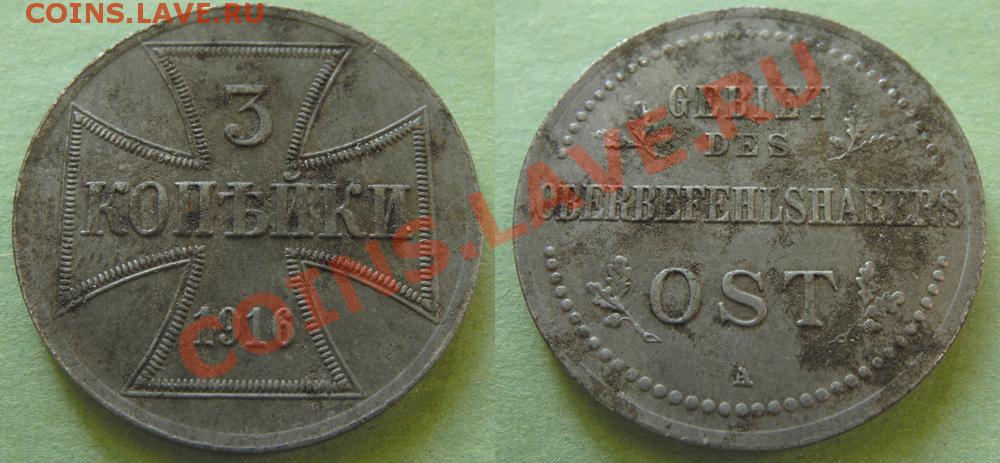 COINS.LAVE.RU
3
КОПѢЙКИ
1916
COINS.LAVE.RU
GEBIET
DES
OBERBEFEHLSHABERS
OST
A